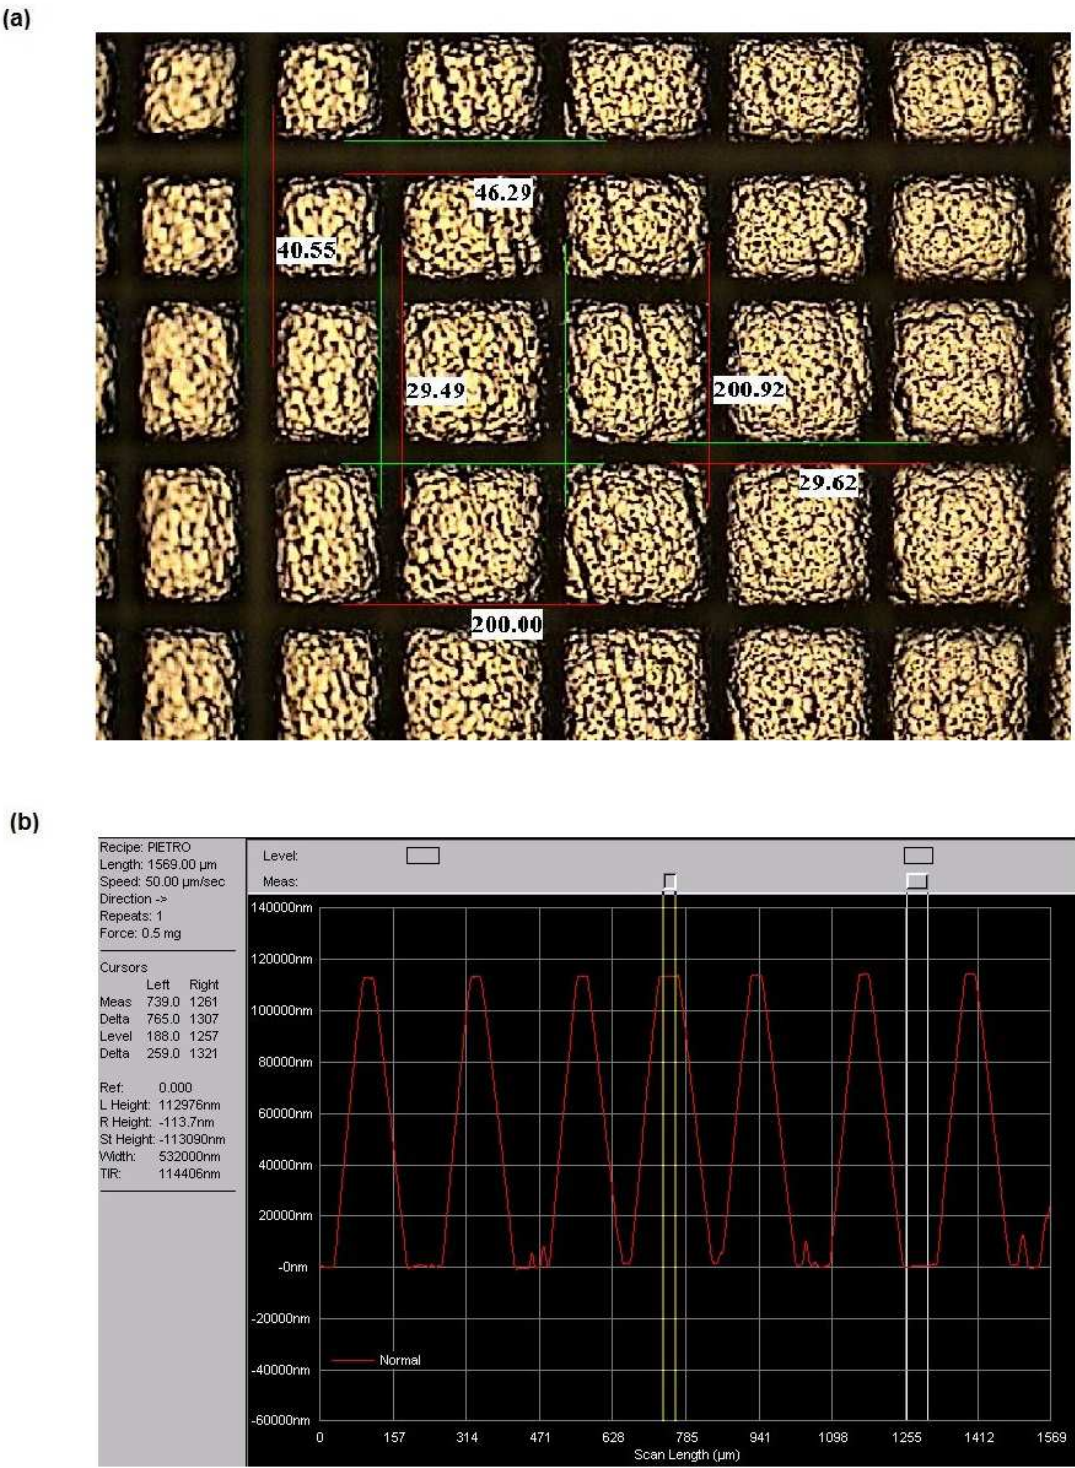 (a)
46.29
40.55
29.49
200.92
29.62
200.00
(b)
Recipe: PIETRO
Length: 1569.00 µm
Speed: 50.00 µm/sec
Direction ->
Repeats: 1
Force: 0.5 mg
Cursors
Left Right
Meas 739.0 1261
Delta 765.0 1307
Level 188.0 1257
Delta 259.0 1321
Ref: 0.000
L Height: 112976nm
R Height: -113.7nm
St Height: -113090nm
Width: 532000nm
TIR: 114406nm
Level:
Meas:
140000nm
120000nm
100000nm
80000nm
60000nm
40000nm
20000nm
-0nm
-20000nm
-40000nm
-60000nm
Normal
0 157 314 471 628 785 941 1098 1255 1412 1569
Scan Length (µm)